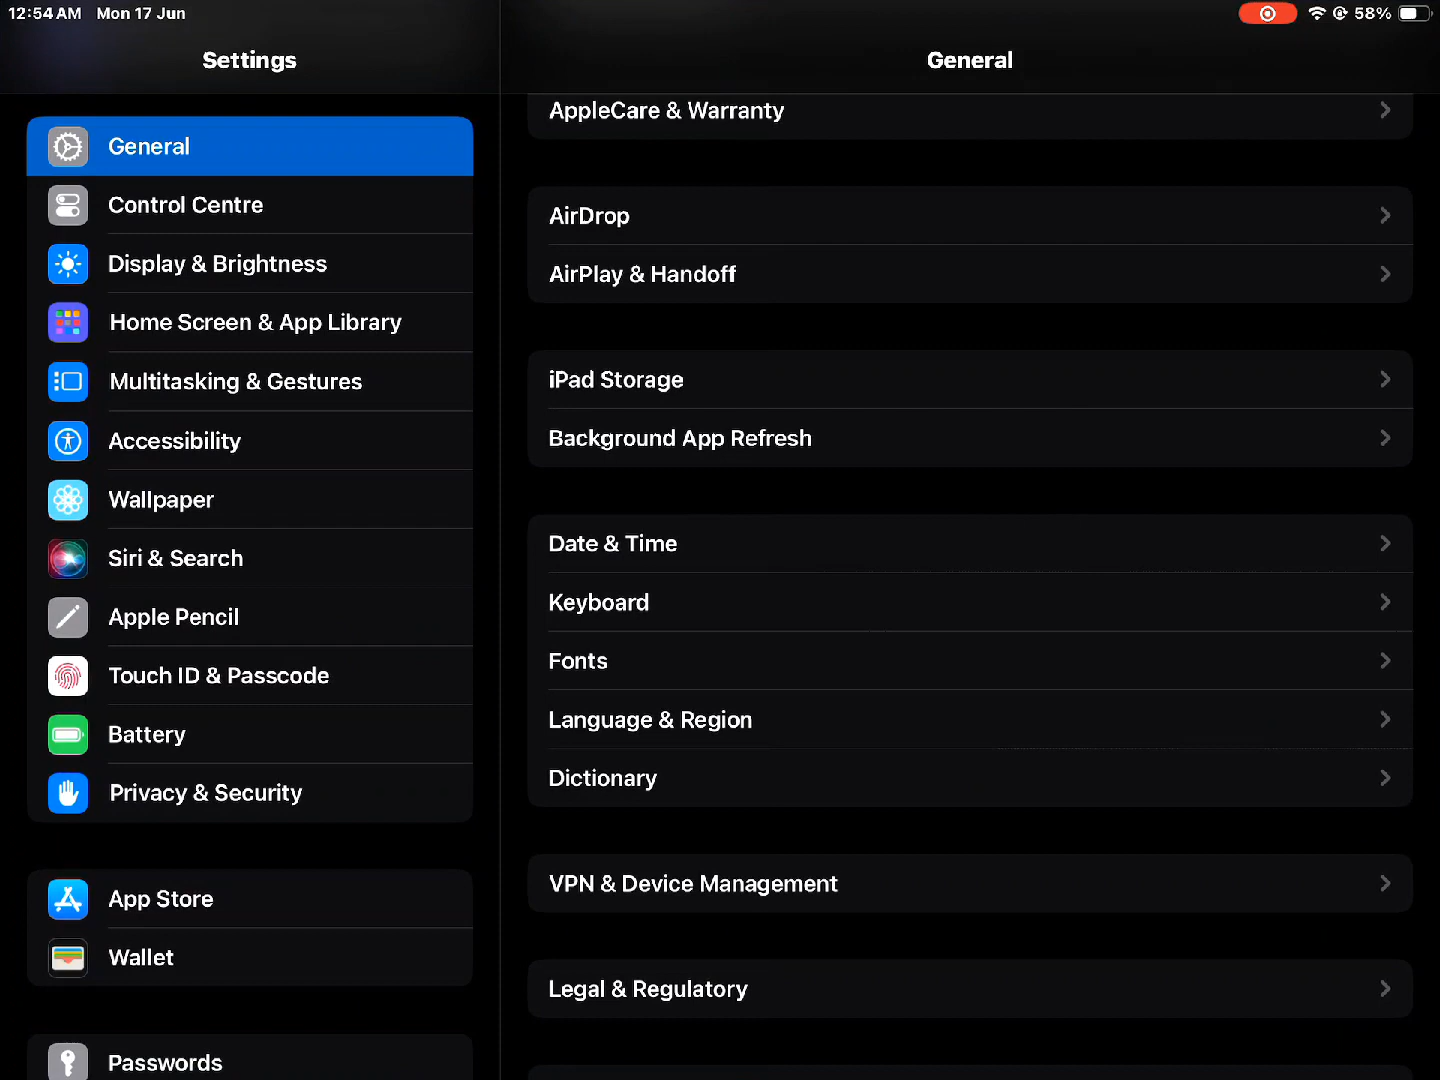 12:54 AM Mon 17 Jun
58%
Settings
General
General
Control Centre
Display & Brightness
Home Screen & App Library
Multitasking & Gestures
Accessibility
Wallpaper
Siri & Search
Apple Pencil
Touch ID & Passcode
Battery
Privacy & Security
App Store
Wallet
Passwords
AppleCare & Warranty
AirDrop
AirPlay & Handoff
iPad Storage
Background App Refresh
Date & Time
Keyboard
Fonts
Language & Region
Dictionary
VPN & Device Management
Legal & Regulatory